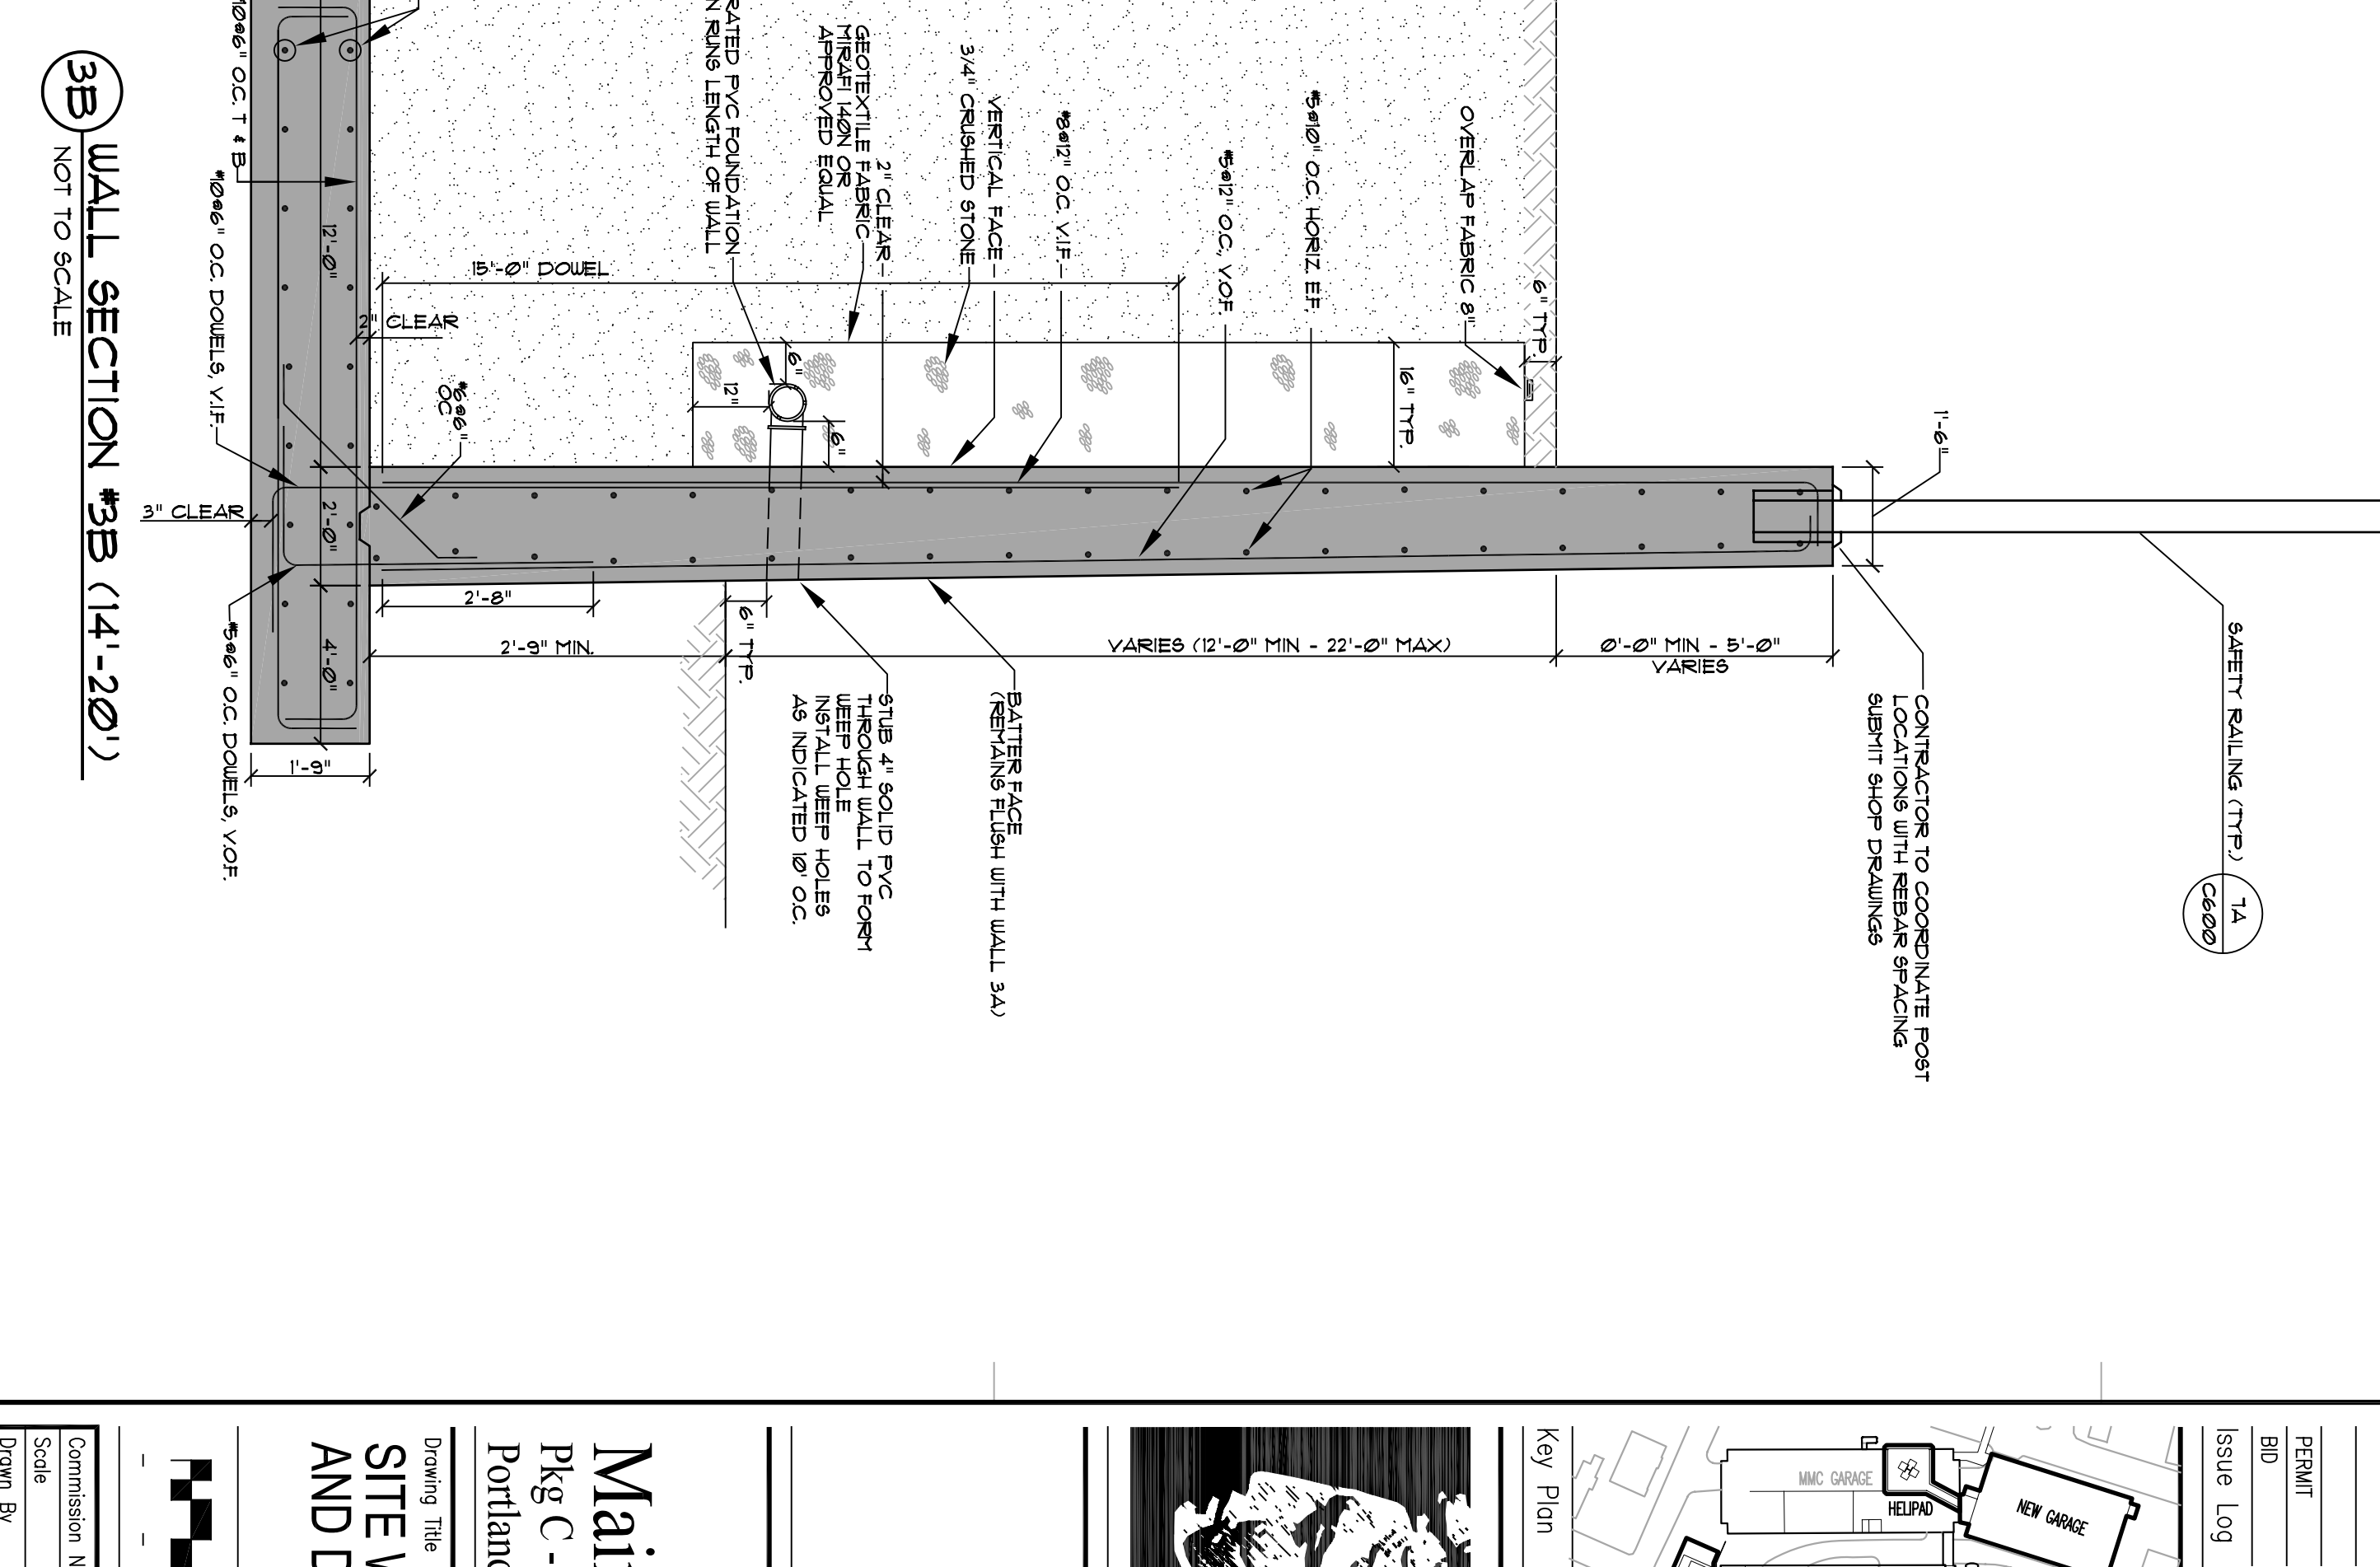 3B
WALL SECTION #3B (14'-20')
NOT TO SCALE
#10@6" O.C. T & B
#10@6" O.C. DOWELS, V.I.F.
3" CLEAR
#5@6" O.C. DOWELS, V.O.F.
12'-0"
2'-0"
4'-0"
1'-9"
2" CLEAR
#6@6"
O.C.
15'-0" DOWEL
2'-8"
2'-9" MIN.
6" TYP.
VARIES (12'-0" MIN - 22'-0" MAX)
0'-0" MIN - 5'-0"
VARIES
RATED PVC FOUNDATION
N RUNS LENGTH OF WALL
GEOTEXTILE FABRIC
MIRAFI 140N OR
APPROVED EQUAL
2" CLEAR
3/4" CRUSHED STONE
VERTICAL FACE
#8@12" O.C. V.I.F.
#5@12" O.C., V.O.F.
#5@10" O.C. HORIZ. E.F.
OVERLAP FABRIC 8"
6" TYP.
6"
12"
6"
16" TYP.
1'-6"
STUB 4" SOLID PVC
THROUGH WALL TO FORM
WEEP HOLE
INSTALL WEEP HOLES
AS INDICATED 10' O.C.
BATTER FACE
(REMAINS FLUSH WITH WALL 3A)
CONTRACTOR TO COORDINATE POST
LOCATIONS WITH REBAR SPACING
SUBMIT SHOP DRAWINGS
SAFETY RAILING (TYP.)
7A
C600
PERMIT
BID
Issue Log
Key Plan
MMC GARAGE
HELIPAD
NEW GARAGE
Pkg C -
Drawing Title
SITE
AND
Commission N
Scale
Drawn By